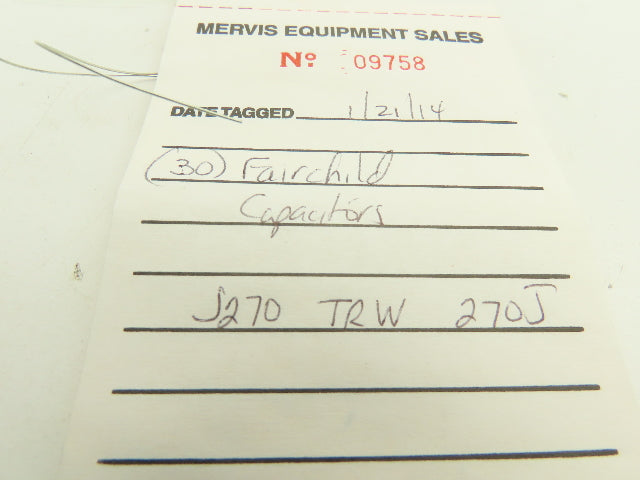 MERVIS EQUIPMENT SALES
Nº 09758
DATE TAGGED 1/21/14
(30) Fairchild
Capacitors
J270 TRW 270J